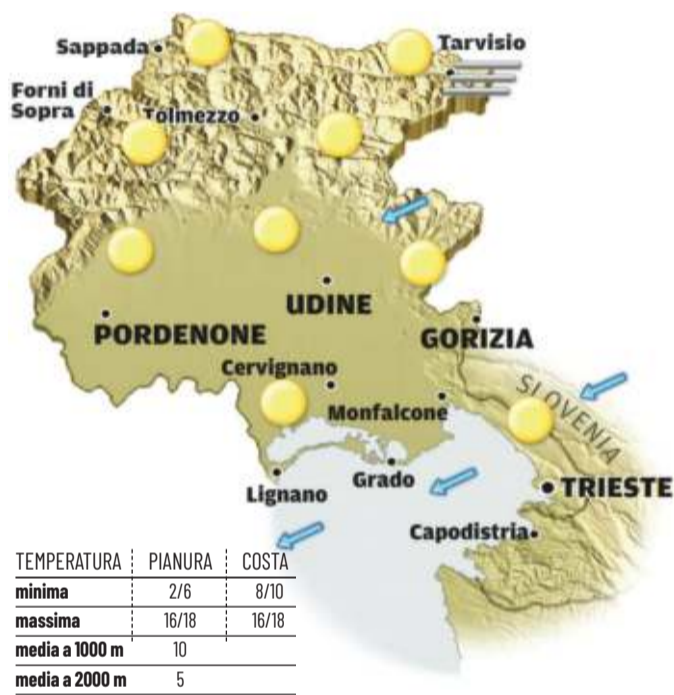 Sappada
Tarvisio
Forni di
Sopra
Tolmezzo
UDINE
PORDENONE
GORIZIA
Cervignano
SLOVENIA
Monfalcone
Grado
Lignano
TRIESTE
Capodistria
TEMPERATURA PIANURA COSTA
minima 2/6 8/10
massima 16/18 16/18
media a 1000 m 10
media a 2000 m 5